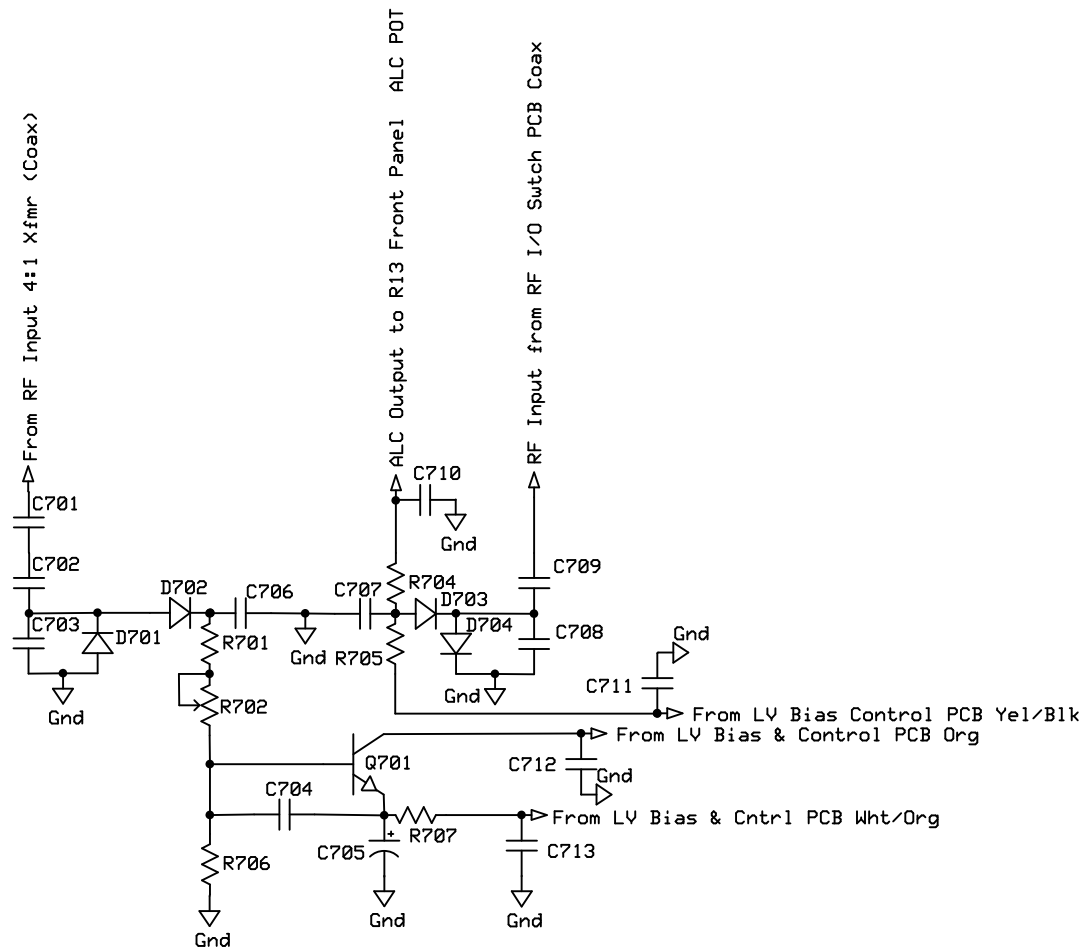 From RF Input 4:1 Xfmr (Coax)
ALC Output to R13 Front Panel ALC POT
RF Input from RF I/O Swtch PCB Coax
C710
C701
Gnd
C702
C709
D702
C706
C707
R704
D703
C703
D701
R701
D704
C708
Gnd
R705
Gnd
Gnd
C711
Gnd
R702
From LV Bias Control PCB Yel/Blk
From LV Bias & Control PCB Org
Q701
C712
Gnd
C704
From LV Bias & Cntrl PCB Wht/Org
+
R707
C705
C713
R706
Gnd
Gnd
Gnd